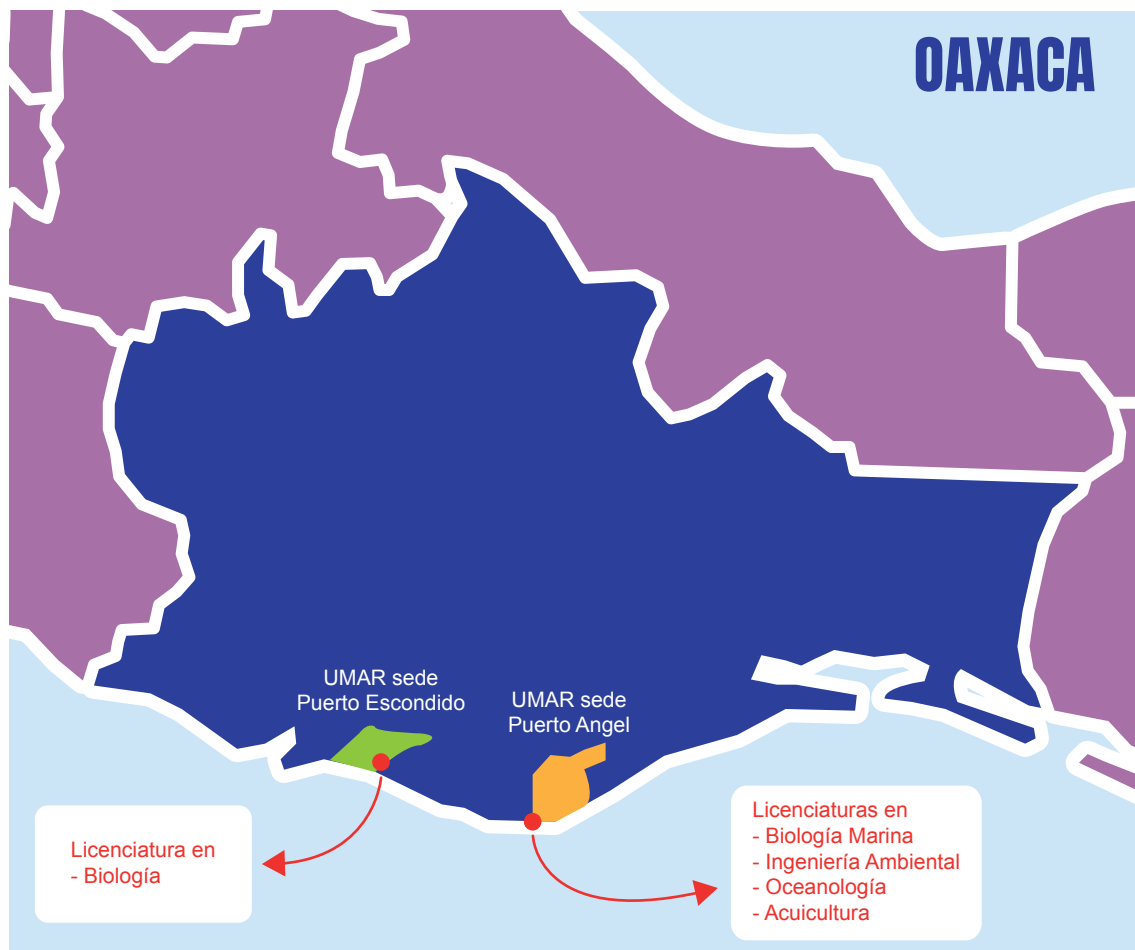 OAXACA
UMAR sede
Puerto Escondido
UMAR sede
Puerto Angel
Licenciatura en
- Biología
Licenciaturas en
- Biología Marina
- Ingeniería Ambiental
- Oceanología
- Acuicultura